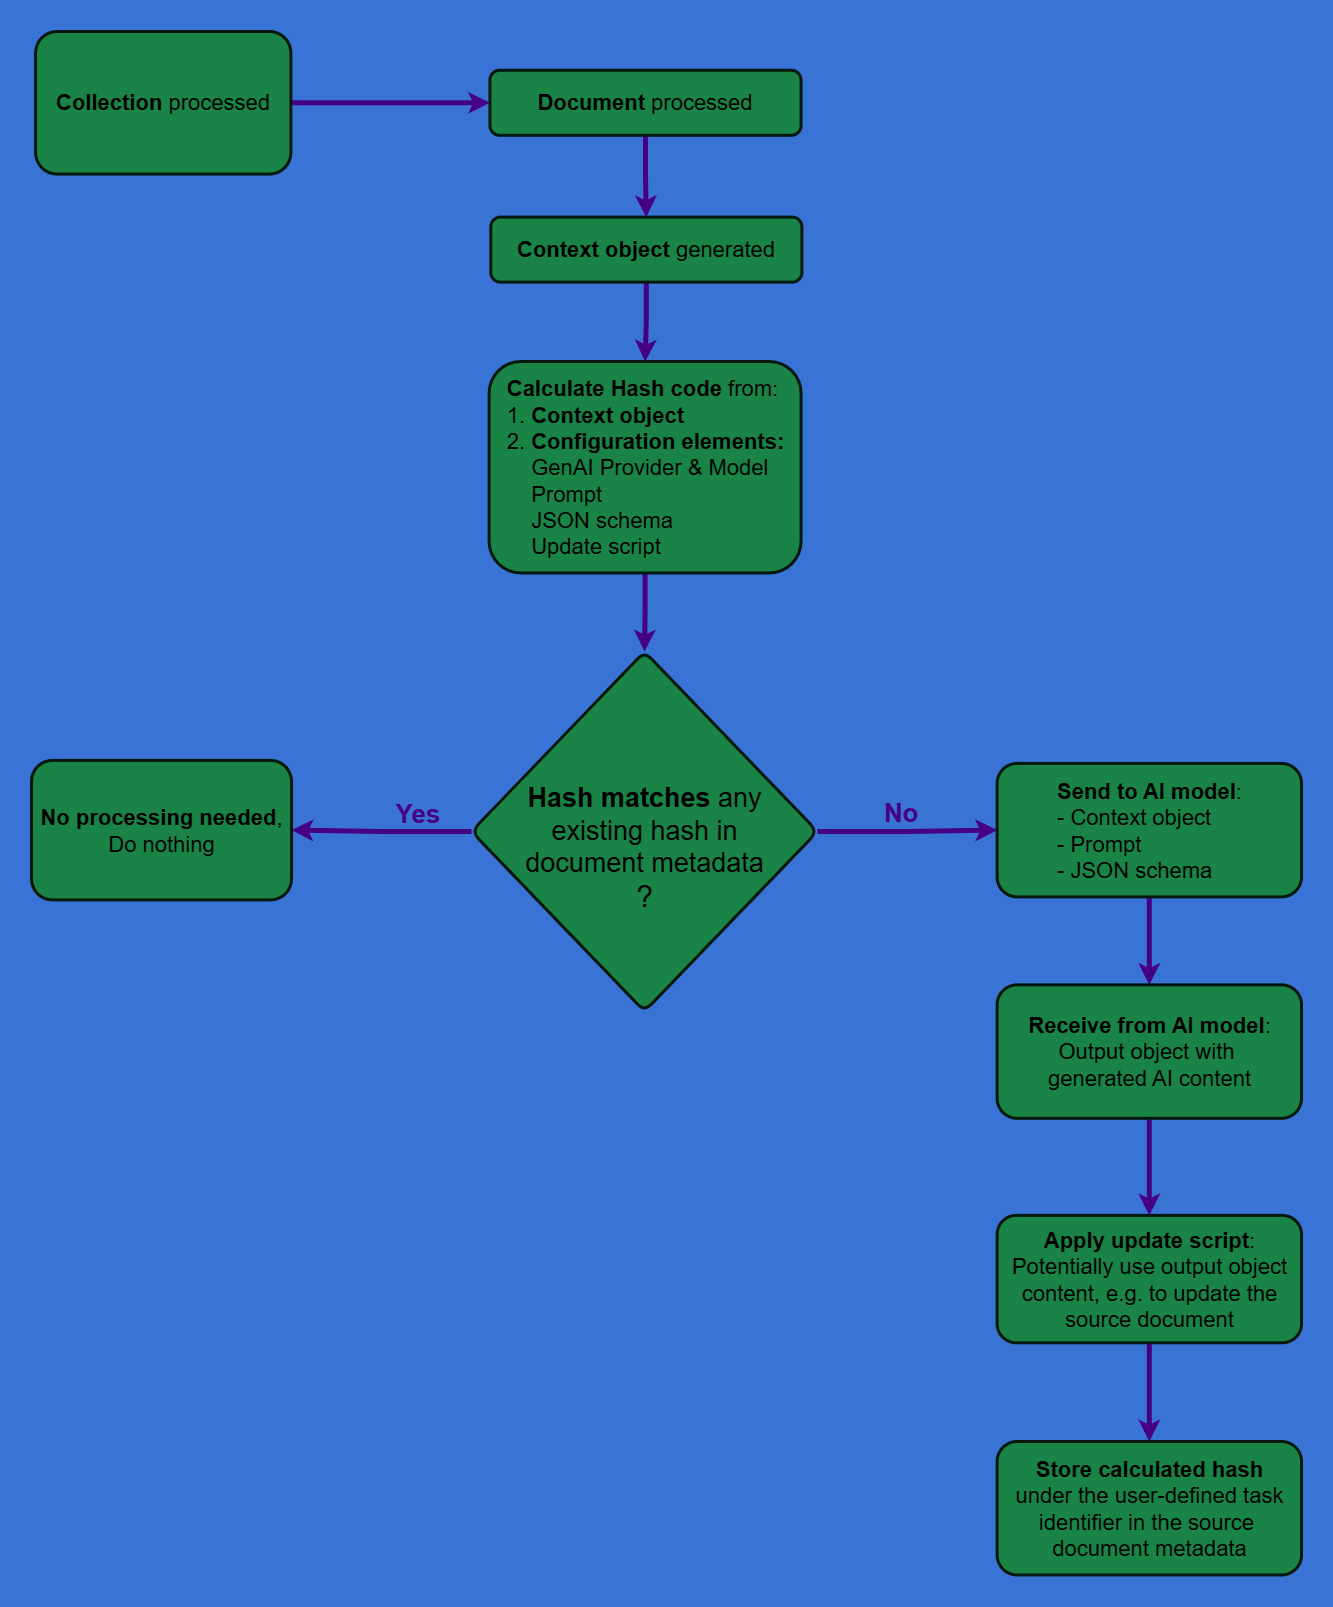 Collection processed
Document processed
Context object generated
Calculate Hash code from:
1. Context object
2. Configuration elements:
GenAI Provider & Model
Prompt
JSON schema
Update script
Hash matches any
existing hash in
document metadata
?
Yes
No
No processing needed,
Do nothing
Send to AI model:
- Context object
- Prompt
- JSON schema
Receive from AI model:
Output object with
generated AI content
Apply update script:
Potentially use output object
content, e.g. to update the
source document
Store calculated hash
under the user-defined task
identifier in the source
document metadata